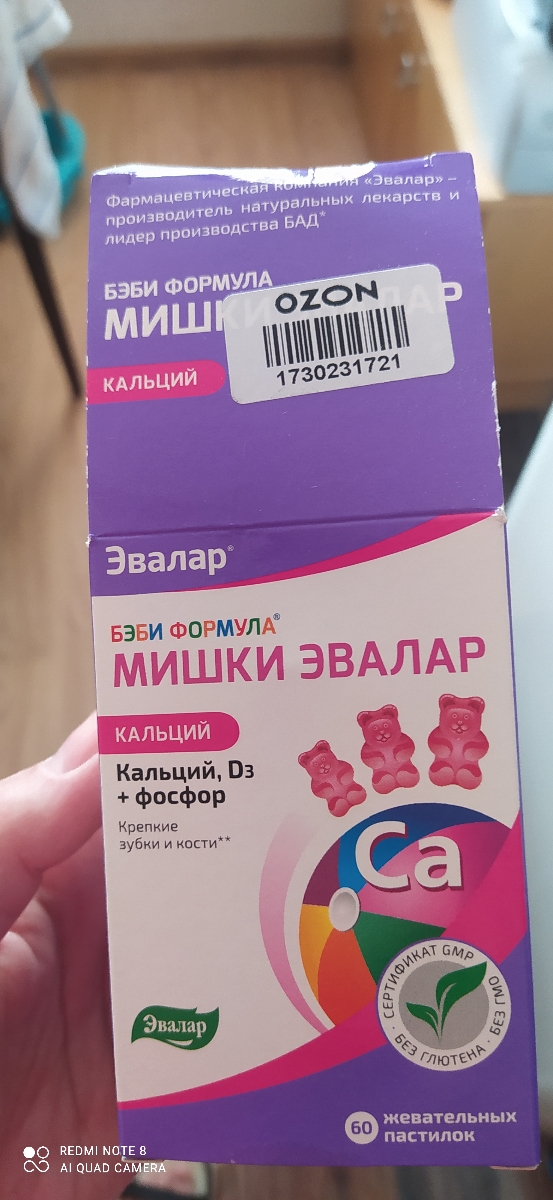 Фармацевтическая компания «Эвалар» –
производитель натуральных лекарств и
лидер производства БАД*
БЭБИ ФОРМУЛА
OZON
1730231721
КАЛЬЦИЙ
Эвалар®
БЭБИ ФОРМУЛА®
МИШКИ ЭВАЛАР
КАЛЬЦИЙ
Кальций, D3
+ фосфор
Крепкие
зубки и кости**
Ca
СЕРТИФИКАТ GMP · БЕЗ ГМО · БЕЗ ГЛЮТЕНА ·
Эвалар
60 жевательных
пастилок
REDMI NOTE 8
AI QUAD CAMERA